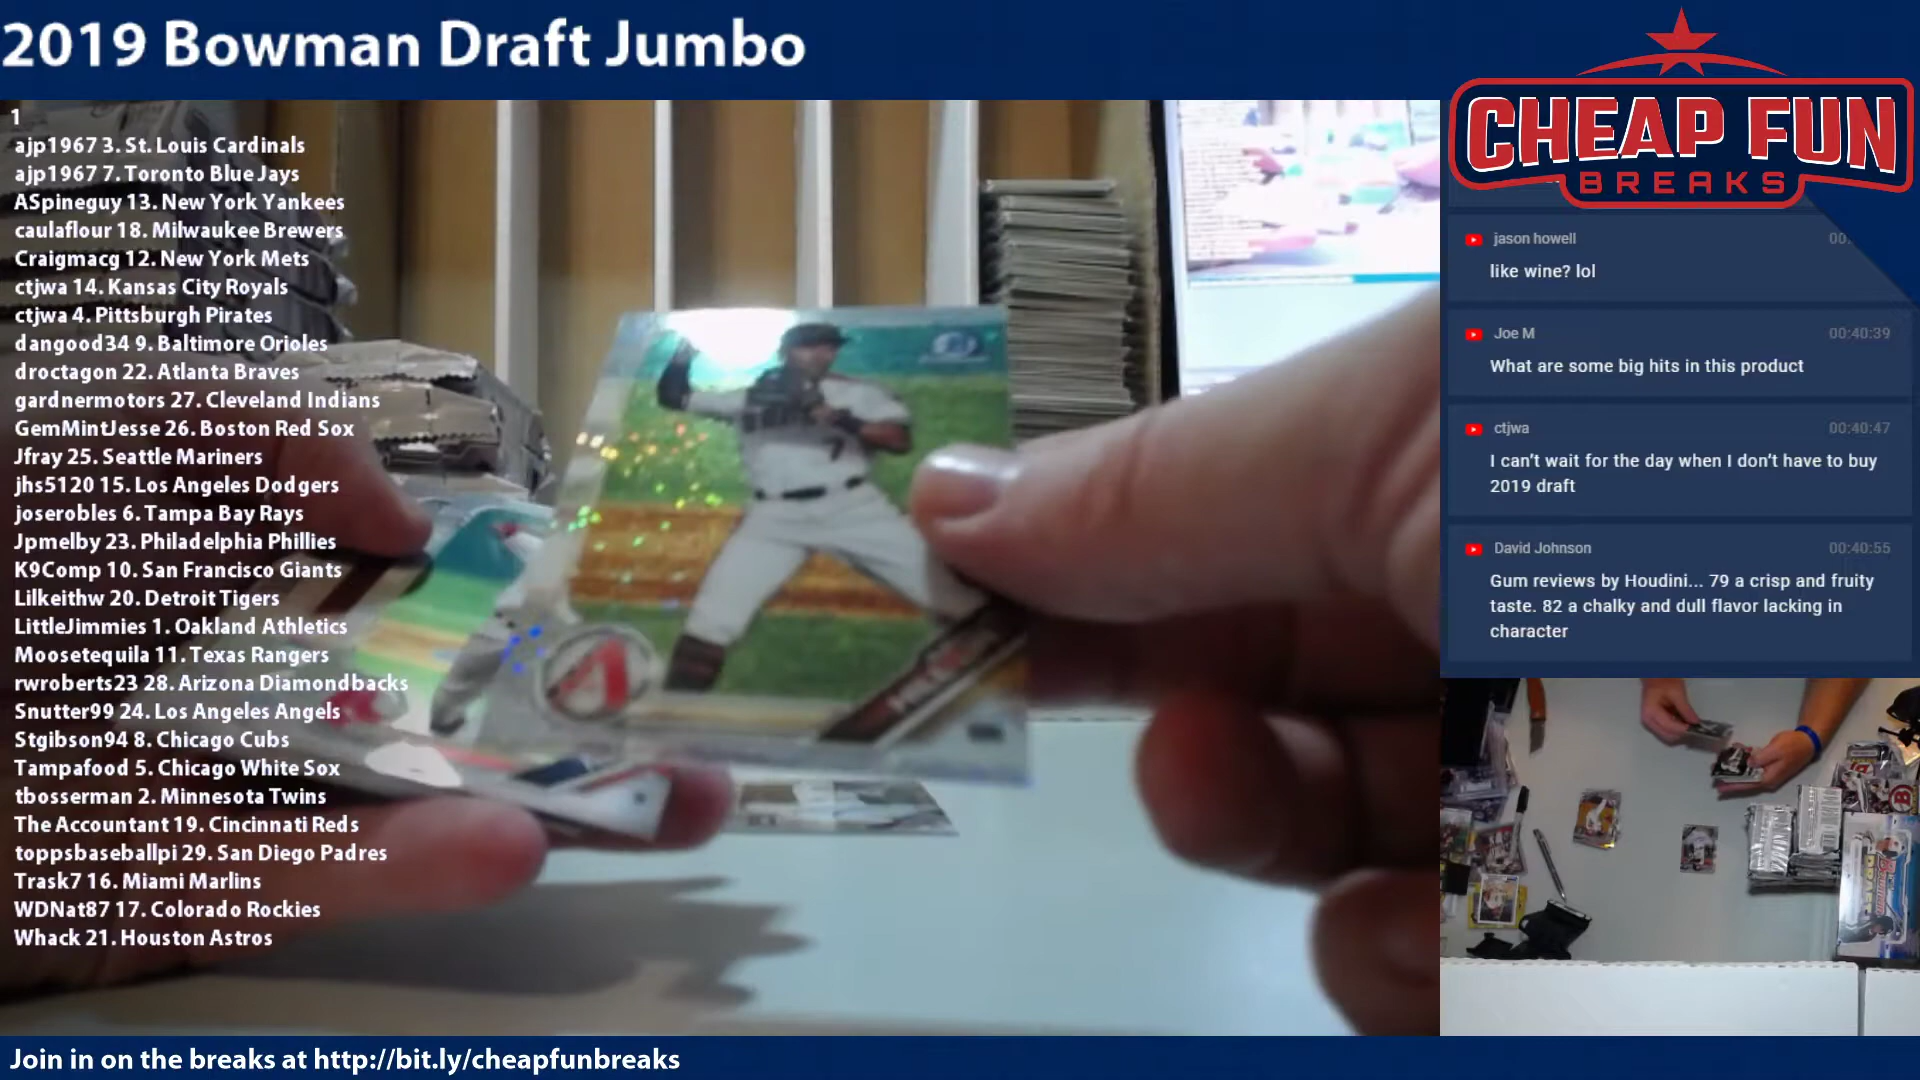 2019 Bowman Draft Jumbo
1
ajp1967 3. St. Louis Cardinals
ajp1967 7. Toronto Blue Jays
ASpineguy 13. New York Yankees
caulaflour 18. Milwaukee Brewers
Craigmacg 12. New York Mets
ctjwa 14. Kansas City Royals
ctjwa 4. Pittsburgh Pirates
dangood34 9. Baltimore Orioles
droctagon 22. Atlanta Braves
gardnermotors 27. Cleveland Indians
GemMintJesse 26. Boston Red Sox
Jfray 25. Seattle Mariners
jhs5120 15. Los Angeles Dodgers
joserobles 6. Tampa Bay Rays
Jpmelby 23. Philadelphia Phillies
K9Comp 10. San Francisco Giants
Lilkeithw 20. Detroit Tigers
LittleJimmies 1. Oakland Athletics
Moosetequila 11. Texas Rangers
rwroberts23 28. Arizona Diamondbacks
Snutter99 24. Los Angeles Angels
Stgibson94 8. Chicago Cubs
Tampafood 5. Chicago White Sox
tbosserman 2. Minnesota Twins
The Accountant 19. Cincinnati Reds
toppsbaseballpi 29. San Diego Padres
Trask7 16. Miami Marlins
WDNat87 17. Colorado Rockies
Whack 21. Houston Astros
7
A
CHEAP FUN
BREAKS
jason howell 00:
like wine? lol
Joe M 00:40:39
What are some big hits in this product
ctjwa 00:40:47
I can't wait for the day when I don't have to buy
2019 draft
David Johnson 00:40:55
Gum reviews by Houdini... 79 a crisp and fruity
taste. 82 a chalky and dull flavor lacking in
character
Join in on the breaks at http://bit.ly/cheapfunbreaks